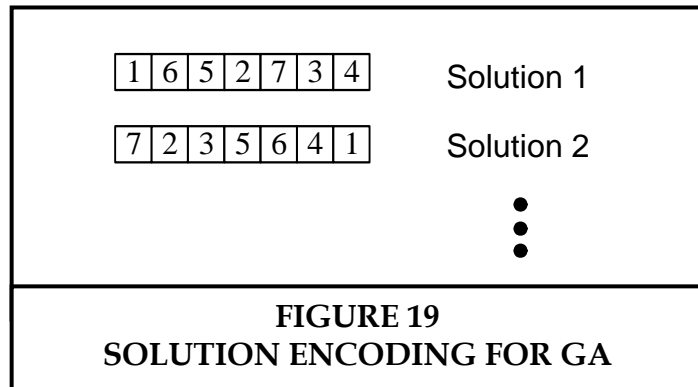 1 6 5 2 7 3 4 Solution 1
7 2 3 5 6 4 1 Solution 2
FIGURE 19
SOLUTION ENCODING FOR GA